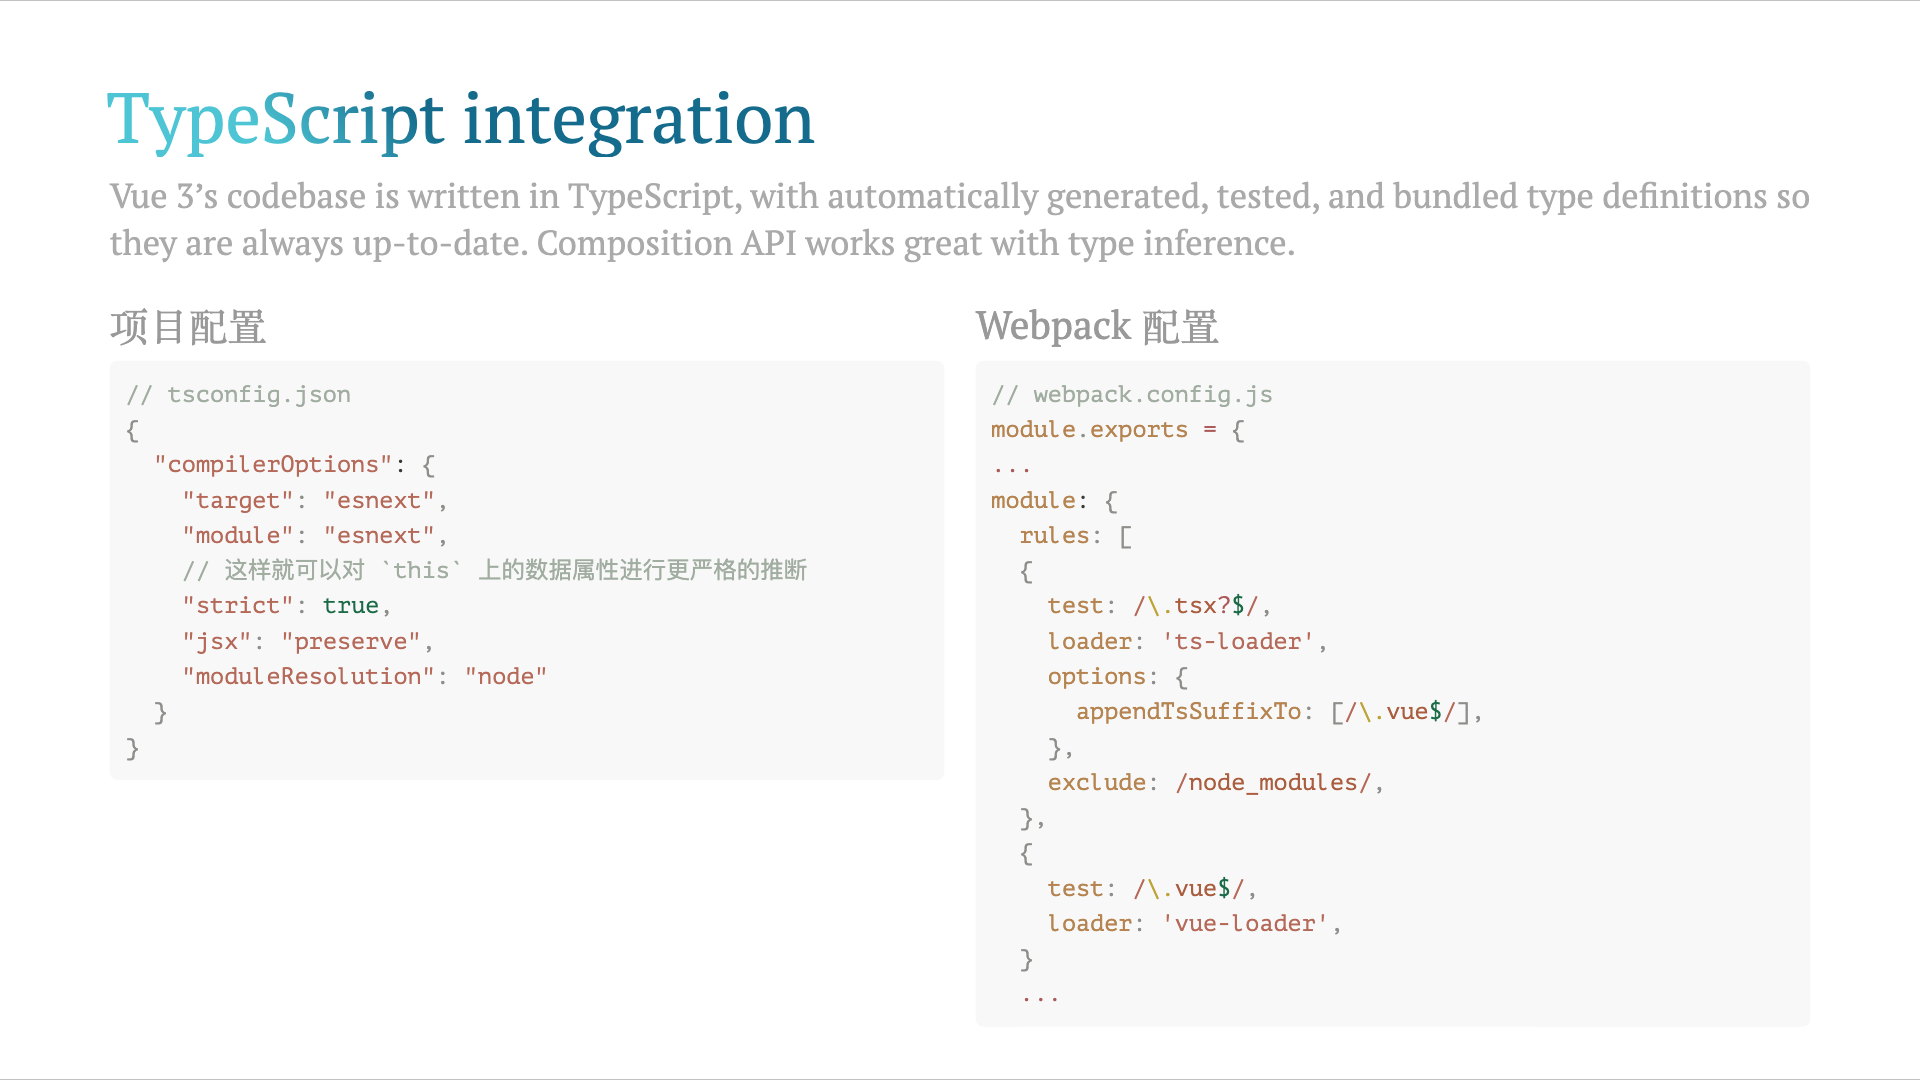 TypeScript integration
Vue 3’s codebase is written in TypeScript, with automatically generated, tested, and bundled type definitions so
they are always up-to-date. Composition API works great with type inference.
项目配置
// tsconfig.json
{
  "compilerOptions": {
    "target": "esnext",
    "module": "esnext",
    // 这样就可以对 `this` 上的数据属性进行更严格的推断
    "strict": true,
    "jsx": "preserve",
    "moduleResolution": "node"
  }
}
Webpack 配置
// webpack.config.js
module.exports = {
...
module: {
  rules: [
  {
    test: /\.tsx?$/,
    loader: 'ts-loader',
    options: {
      appendTsSuffixTo: [/\.vue$/],
    },
    exclude: /node_modules/,
  },
  {
    test: /\.vue$/,
    loader: 'vue-loader',
  }
  ...